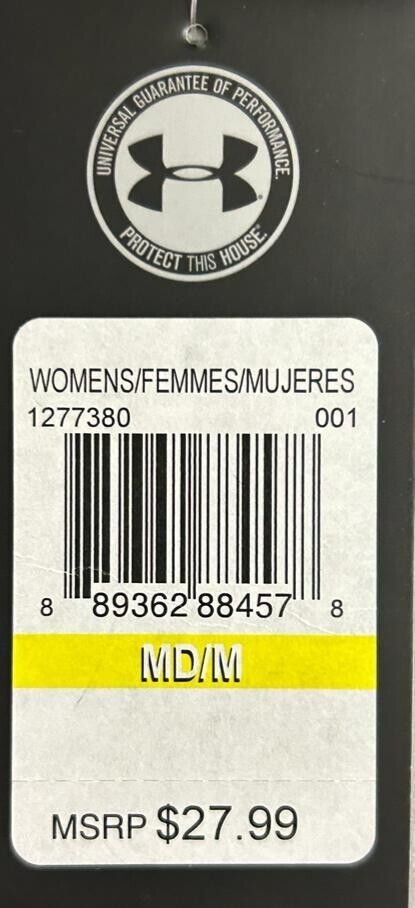 UNIVERSAL GUARANTEE OF PERFORMANCE.
PROTECT THIS HOUSE.®
WOMENS/FEMMES/MUJERES
1277380 001
8 89362 88457 8
MD/M
MSRP $27.99